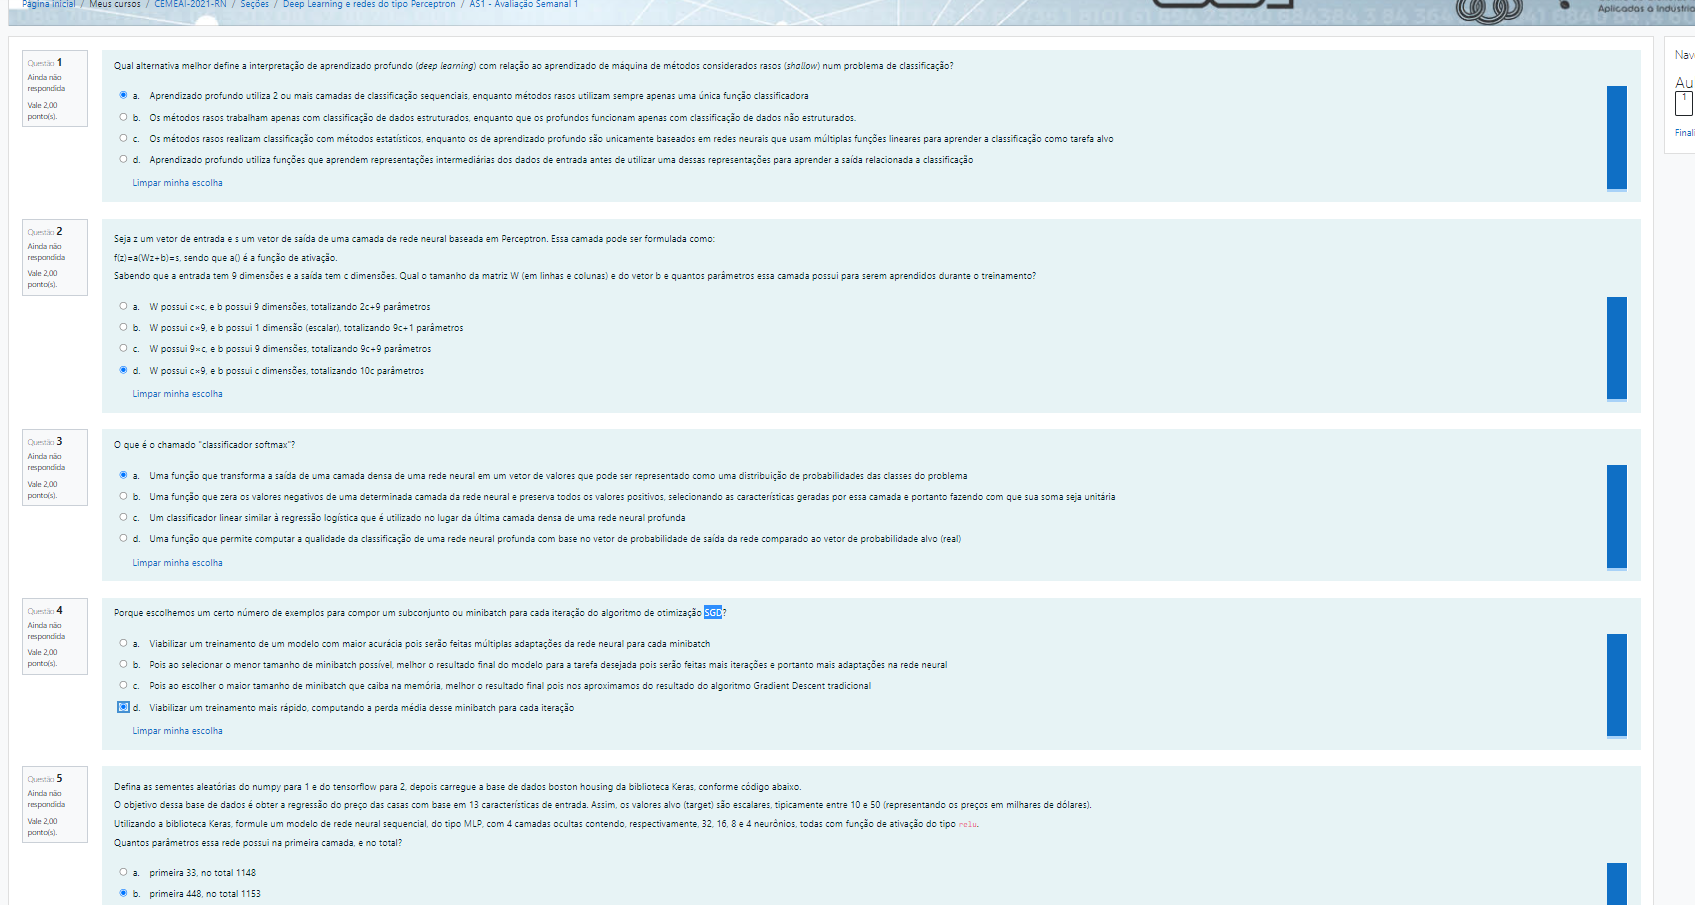 Página inicial / Meus cursos / CEMEAI-2021-RN / Seções / Deep Learning e redes do tipo Perceptron / AS1 - Avaliação Semanal 1
Aplicadas à Indústria
Nav
Au
1
Final
Questão 1
Ainda não
respondida
Vale 2,00
ponto(s).
Qual alternativa melhor define a interpretação de aprendizado profundo (deep learning) com relação ao aprendizado de máquina de métodos considerados rasos (shallow) num problema de classificação?
a. Aprendizado profundo utiliza 2 ou mais camadas de classificação sequenciais, enquanto métodos rasos utilizam sempre apenas uma única função classificadora
b. Os métodos rasos trabalham apenas com classificação de dados estruturados, enquanto que os profundos funcionam apenas com classificação de dados não estruturados.
c. Os métodos rasos realizam classificação com métodos estatísticos, enquanto os de aprendizado profundo são unicamente baseados em redes neurais que usam múltiplas funções lineares para aprender a classificação como tarefa alvo
d. Aprendizado profundo utiliza funções que aprendem representações intermediárias dos dados de entrada antes de utilizar uma dessas representações para aprender a saída relacionada a classificação
Limpar minha escolha
Questão 2
Ainda não
respondida
Vale 2,00
ponto(s).
Seja z um vetor de entrada e s um vetor de saída de uma camada de rede neural baseada em Perceptron. Essa camada pode ser formulada como:
f(z)=a(Wz+b)=s, sendo que a() é a função de ativação.
Sabendo que a entrada tem 9 dimensões e a saída tem c dimensões. Qual o tamanho da matriz W (em linhas e colunas) e do vetor b e quantos parâmetros essa camada possui para serem aprendidos durante o treinamento?
a. W possui c×c, e b possui 9 dimensões, totalizando 2c+9 parâmetros
b. W possui c×9, e b possui 1 dimensão (escalar), totalizando 9c+1 parâmetros
c. W possui 9×c, e b possui 9 dimensões, totalizando 9c+9 parâmetros
d. W possui c×9, e b possui c dimensões, totalizando 10c parâmetros
Limpar minha escolha
Questão 3
Ainda não
respondida
Vale 2,00
ponto(s).
O que é o chamado "classificador softmax"?
a. Uma função que transforma a saída de uma camada densa de uma rede neural em um vetor de valores que pode ser representado como uma distribuição de probabilidades das classes do problema
b. Uma função que zera os valores negativos de uma determinada camada da rede neural e preserva todos os valores positivos, selecionando as características geradas por essa camada e portanto fazendo com que sua soma seja unitária
c. Um classificador linear similar à regressão logística que é utilizado no lugar da última camada densa de uma rede neural profunda
d. Uma função que permite computar a qualidade da classificação de uma rede neural profunda com base no vetor de probabilidade de saída da rede comparado ao vetor de probabilidade alvo (real)
Limpar minha escolha
Questão 4
Ainda não
respondida
Vale 2,00
ponto(s).
Porque escolhemos um certo número de exemplos para compor um subconjunto ou minibatch para cada iteração do algoritmo de otimização SGD?
a. Viabilizar um treinamento de um modelo com maior acurácia pois serão feitas múltiplas adaptações da rede neural para cada minibatch
b. Pois ao selecionar o menor tamanho de minibatch possível, melhor o resultado final do modelo para a tarefa desejada pois serão feitas mais iterações e portanto mais adaptações na rede neural
c. Pois ao escolher o maior tamanho de minibatch que caiba na memória, melhor o resultado final pois nos aproximamos do resultado do algoritmo Gradient Descent tradicional
d. Viabilizar um treinamento mais rápido, computando a perda média desse minibatch para cada iteração
Limpar minha escolha
Questão 5
Ainda não
respondida
Vale 2,00
ponto(s).
Defina as sementes aleatórias do numpy para 1 e do tensorflow para 2, depois carregue a base de dados boston housing da biblioteca Keras, conforme código abaixo.
O objetivo dessa base de dados é obter a regressão do preço das casas com base em 13 características de entrada. Assim, os valores alvo (target) são escalares, tipicamente entre 10 e 50 (representando os preços em milhares de dólares).
Utilizando a biblioteca Keras, formule um modelo de rede neural sequencial, do tipo MLP, com 4 camadas ocultas contendo, respectivamente, 32, 16, 8 e 4 neurônios, todas com função de ativação do tipo relu.
Quantos parâmetros essa rede possui na primeira camada, e no total?
a. primeira 33, no total 1148
b. primeira 448, no total 1153